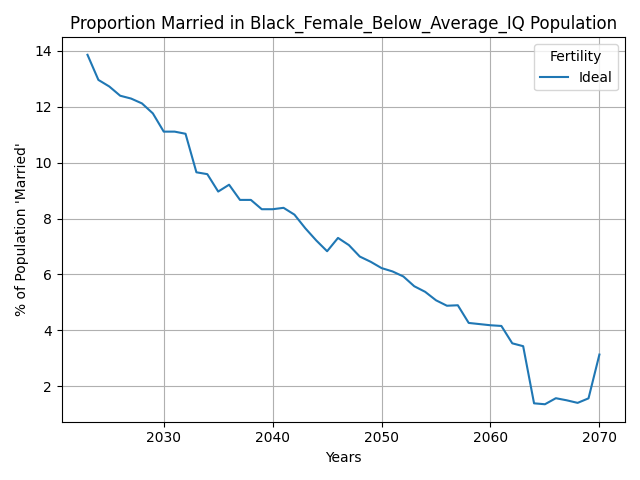 Proportion Married in Black_Female_Below_Average_IQ Population
Fertility
Ideal
% of Population 'Married'
14
12
10
8
6
4
2
2030
2040
2050
2060
2070
Years